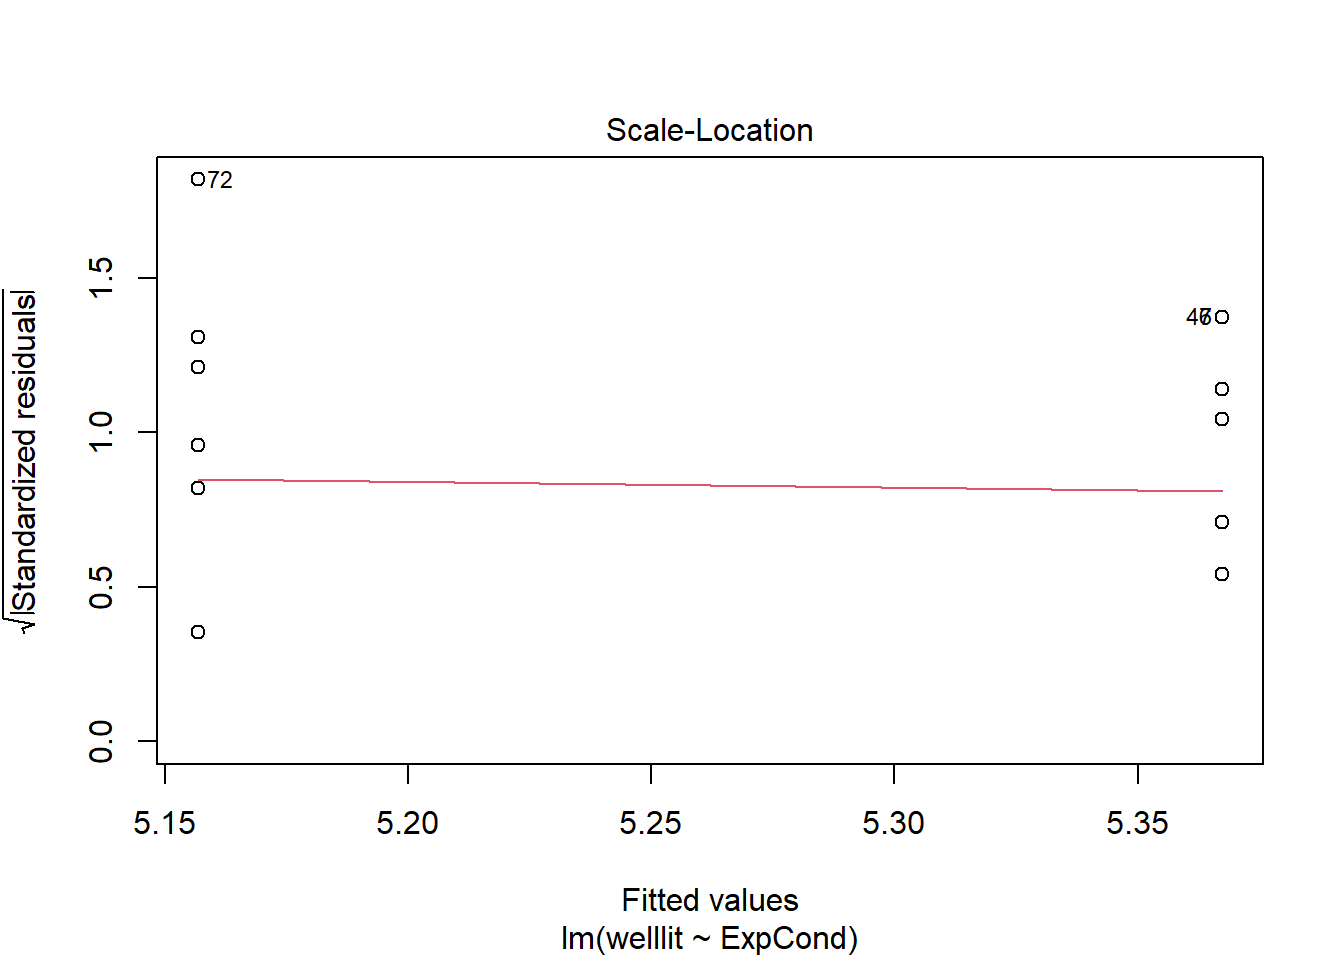 Scale-Location
√|Standardized residuals|
0.0
0.5
1.0
1.5
72
5.15 5.20 5.25 5.30 5.35
Fitted values
lm(welllit ~ ExpCond)